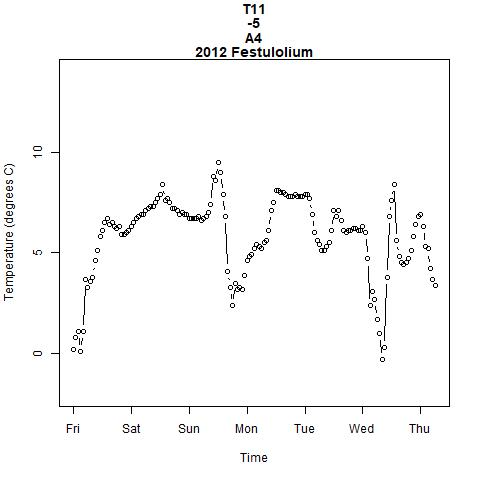 T11
-5
A4
2012 Festulolium
Temperature (degrees C)
10
5
0
Fri Sat Sun Mon Tue Wed Thu
Time